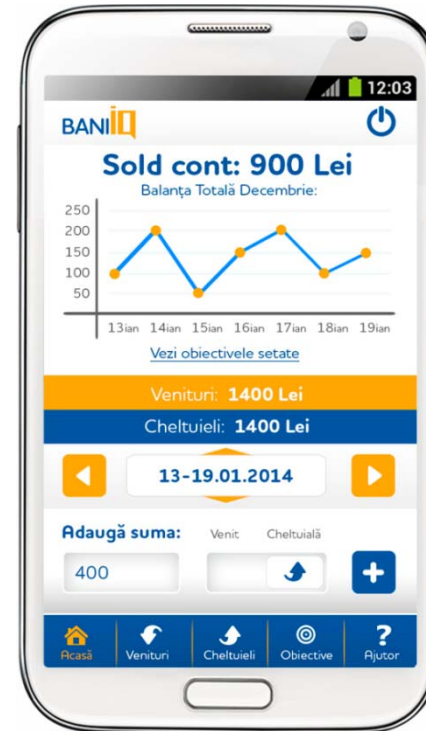 12:03
BANIIQ
Sold cont: 900 Lei
Balanța Totală Decembrie:
250
200
150
100
50
13ian 14ian 15ian 16ian 17ian 18ian 19ian
Vezi obiectivele setate
Venituri: 1400 Lei
Cheltuieli: 1400 Lei
13-19.01.2014
Adaugă suma: Venit Cheltuială
400
+
Acasă Venituri Cheltuieli Obiective Ajutor